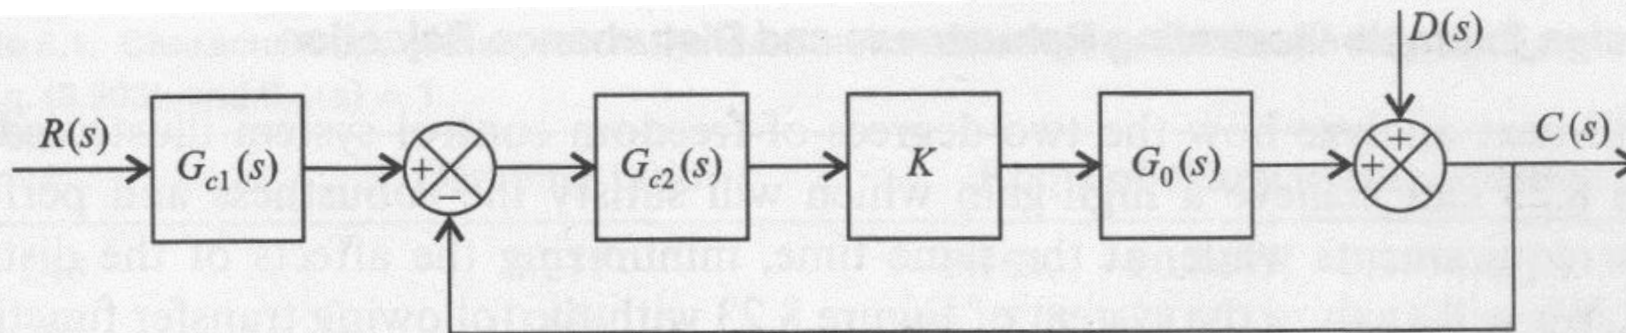 D(s)
R(s)
G_{c1}(s)
+
−
G_{c2}(s)
K
G_0(s)
+
+
C(s)